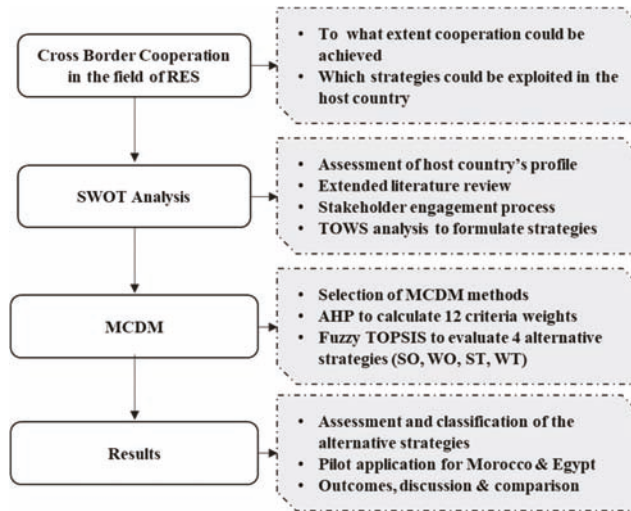 Cross Border Cooperation
in the field of RES
• To what extent cooperation could be
achieved
• Which strategies could be exploited in the
host country
SWOT Analysis
• Assessment of host country's profile
• Extended literature review
• Stakeholder engagement process
• TOWS analysis to formulate strategies
MCDM
• Selection of MCDM methods
• AHP to calculate 12 criteria weights
• Fuzzy TOPSIS to evaluate 4 alternative
strategies (SO, WO, ST, WT)
Results
• Assessment and classification of the
alternative strategies
• Pilot application for Morocco & Egypt
• Outcomes, discussion & comparison